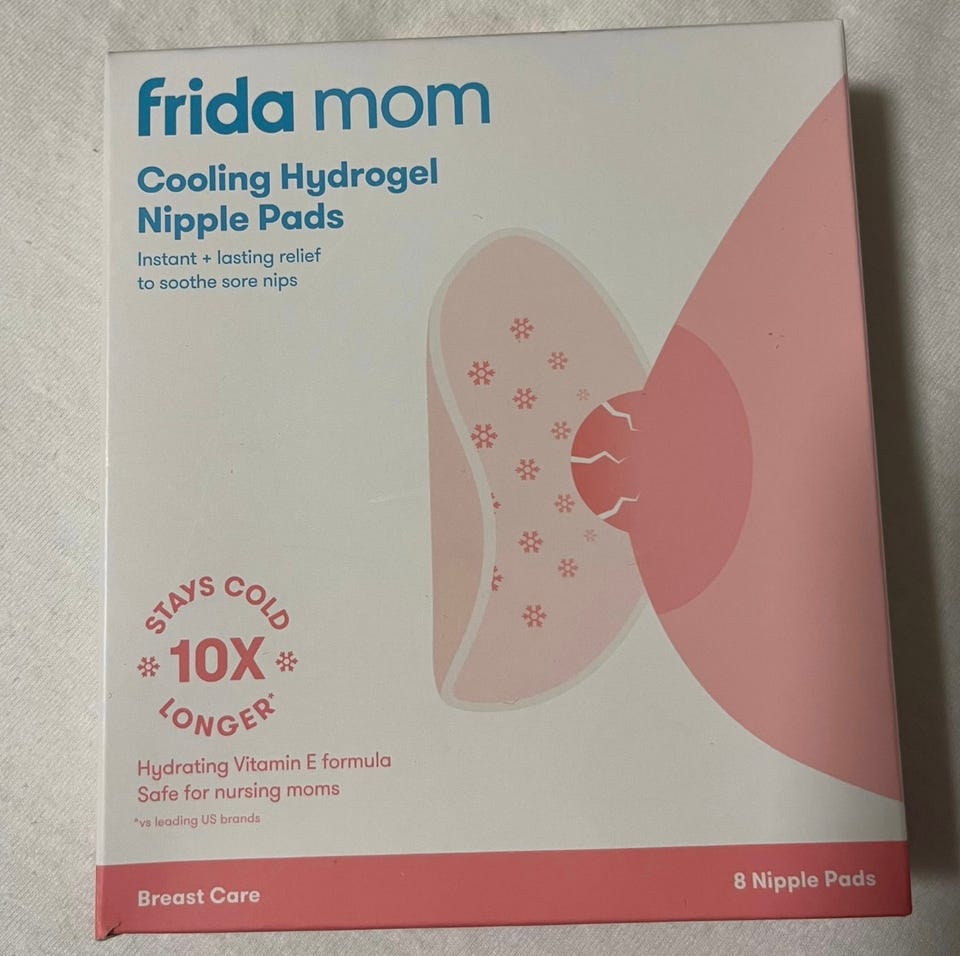 frida mom
Cooling Hydrogel
Nipple Pads
Instant + lasting relief
to soothe sore nips
STAYS COLD
10X
LONGER*
Hydrating Vitamin E formula
Safe for nursing moms
*vs leading US brands
Breast Care
8 Nipple Pads